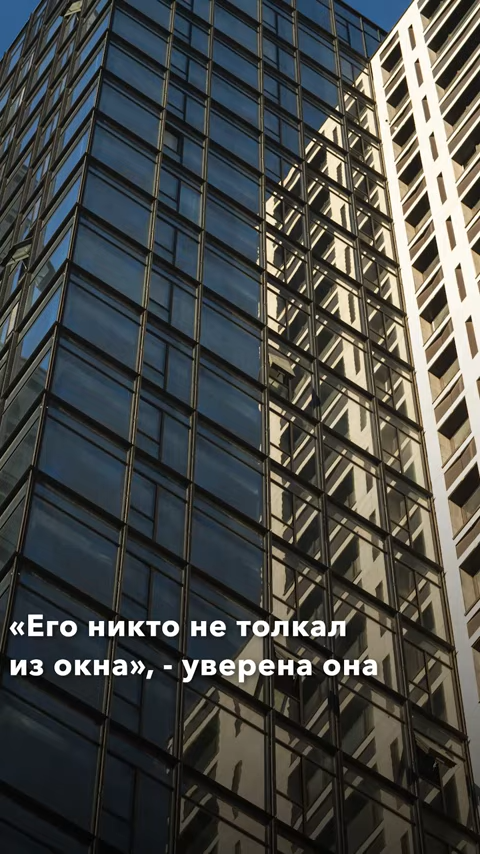 «Его никто не толкал
из окна», - уверена она